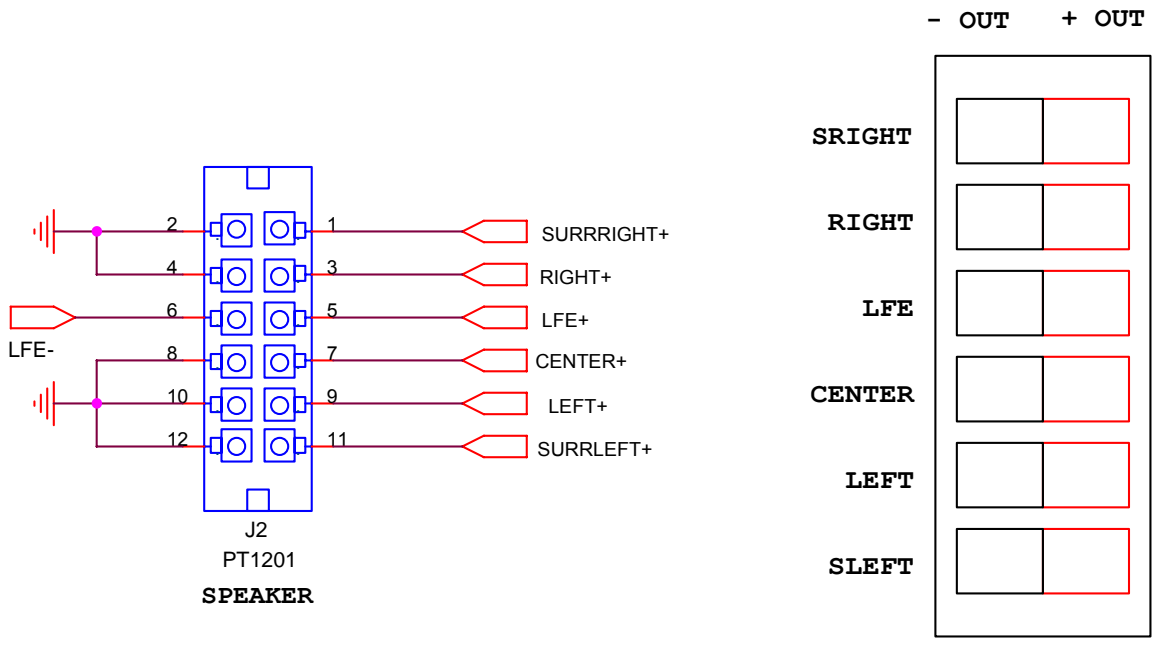 - OUT + OUT
SRIGHT
2 1 SURRRIGHT+
RIGHT
4 3 RIGHT+
LFE
6 5 LFE+
LFE-
8 7 CENTER+
CENTER
10 9 LEFT+
12 11 SURRLEFT+
LEFT
J2
PT1201
SLEFT
SPEAKER